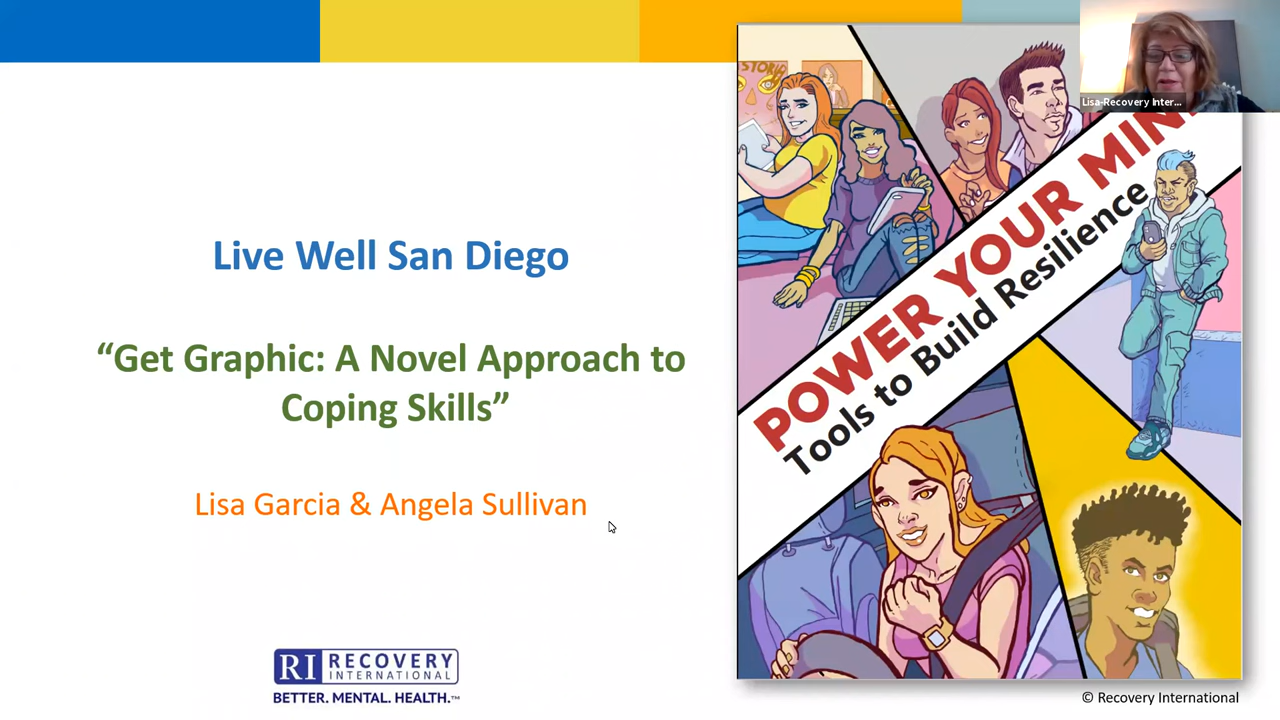 Live Well San Diego
“Get Graphic: A Novel Approach to
Coping Skills”
Lisa Garcia & Angela Sullivan
RI RECOVERY
INTERNATIONAL
BETTER. MENTAL. HEALTH.™
STORIA
POWER YOUR MIN
Tools to Build Resilience
Lisa-Recovery Inter...
© Recovery International